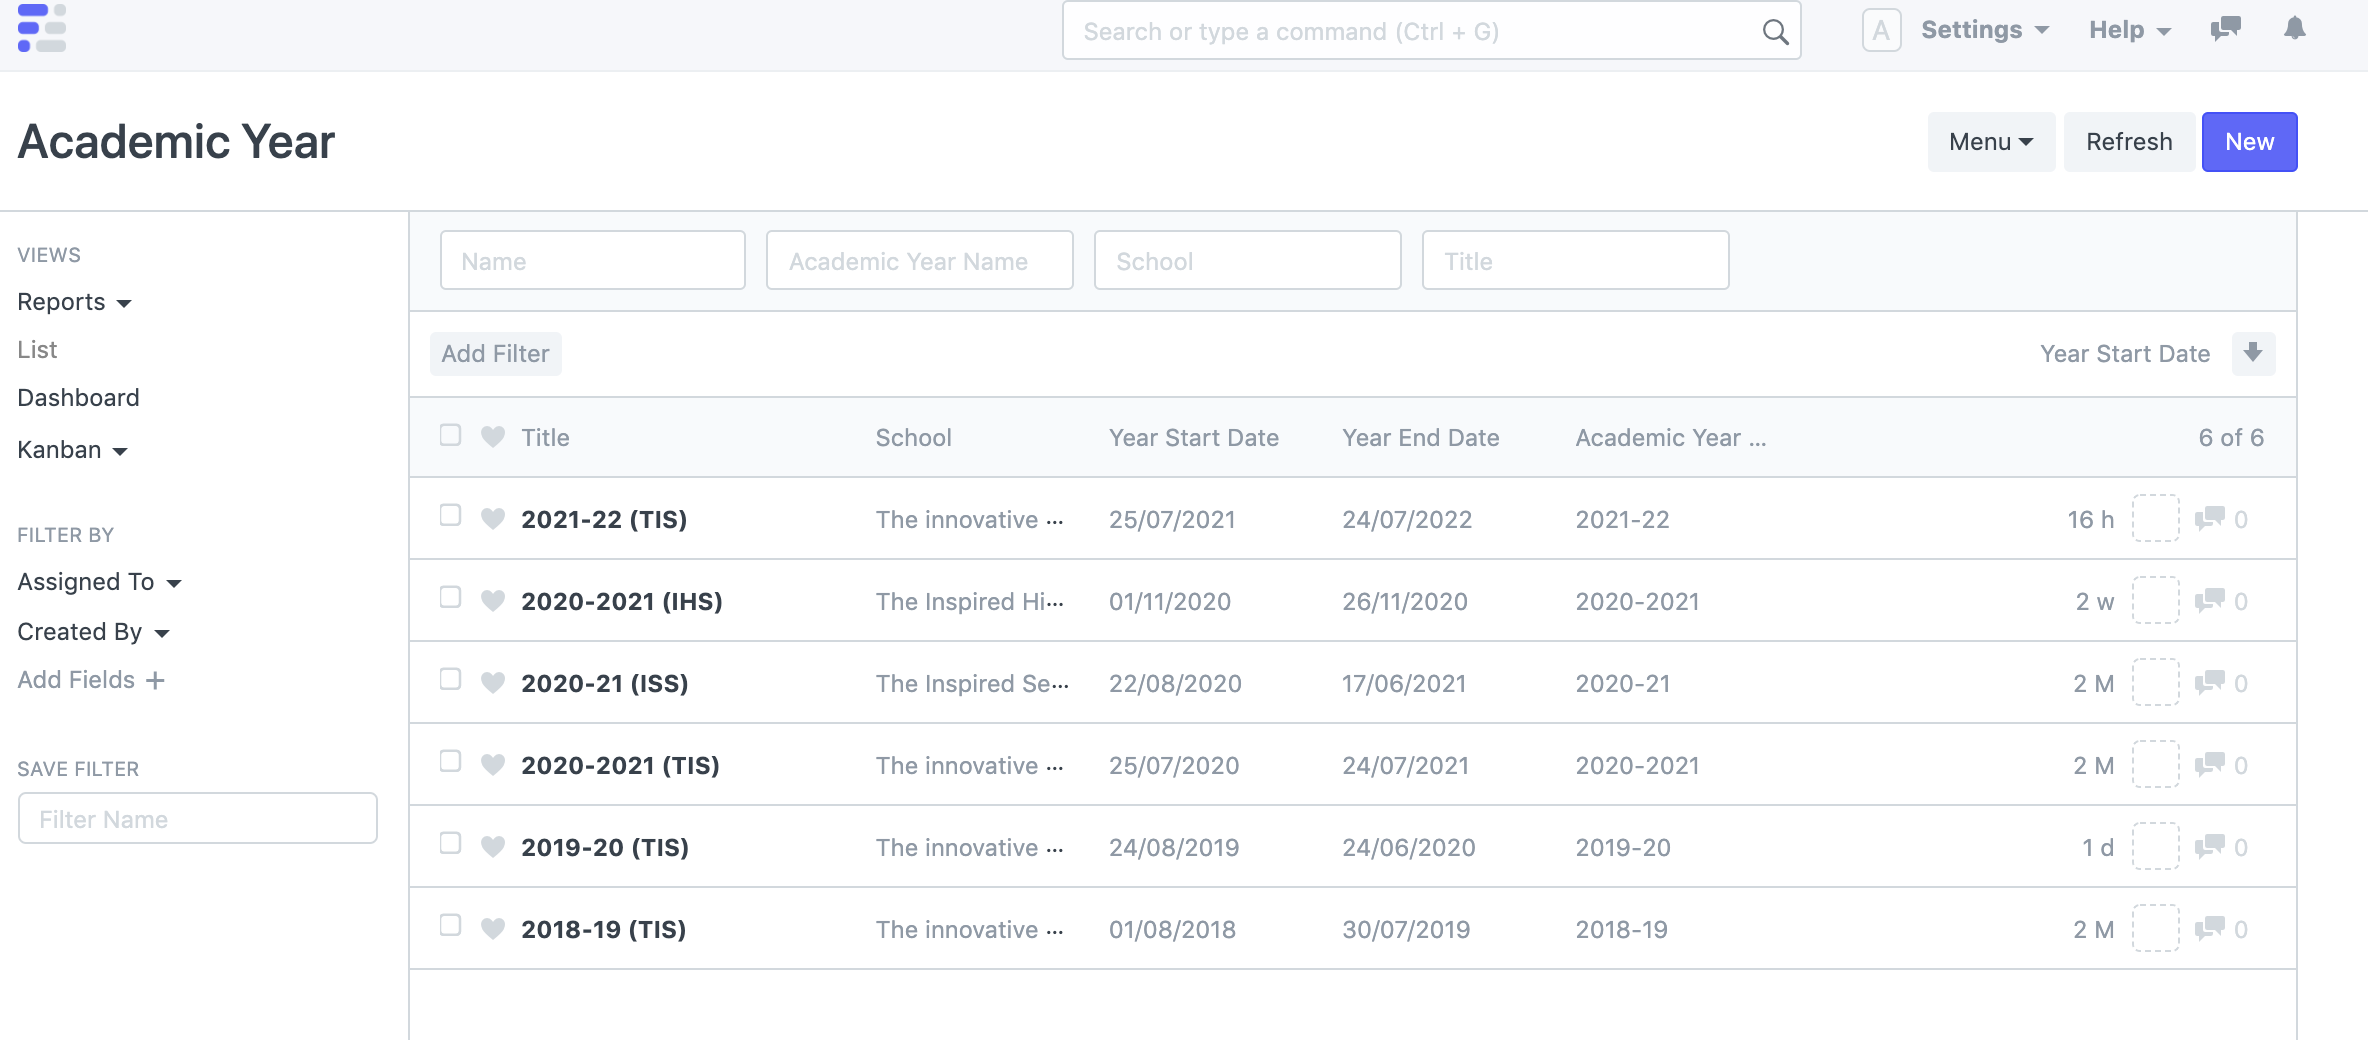 Search or type a command (Ctrl + G)
A Settings Help
Academic Year
Menu Refresh New
VIEWS
Reports
List
Dashboard
Kanban
FILTER BY
Assigned To
Created By
Add Fields +
SAVE FILTER
Filter Name
Name Academic Year Name School Title
Add Filter Year Start Date
Title School Year Start Date Year End Date Academic Year ... 6 of 6
2021-22 (TIS) The innovative ... 25/07/2021 24/07/2022 2021-22 16 h 0
2020-2021 (IHS) The Inspired Hi... 01/11/2020 26/11/2020 2020-2021 2 w 0
2020-21 (ISS) The Inspired Se... 22/08/2020 17/06/2021 2020-21 2 M 0
2020-2021 (TIS) The innovative ... 25/07/2020 24/07/2021 2020-2021 2 M 0
2019-20 (TIS) The innovative ... 24/08/2019 24/06/2020 2019-20 1 d 0
2018-19 (TIS) The innovative ... 01/08/2018 30/07/2019 2018-19 2 M 0